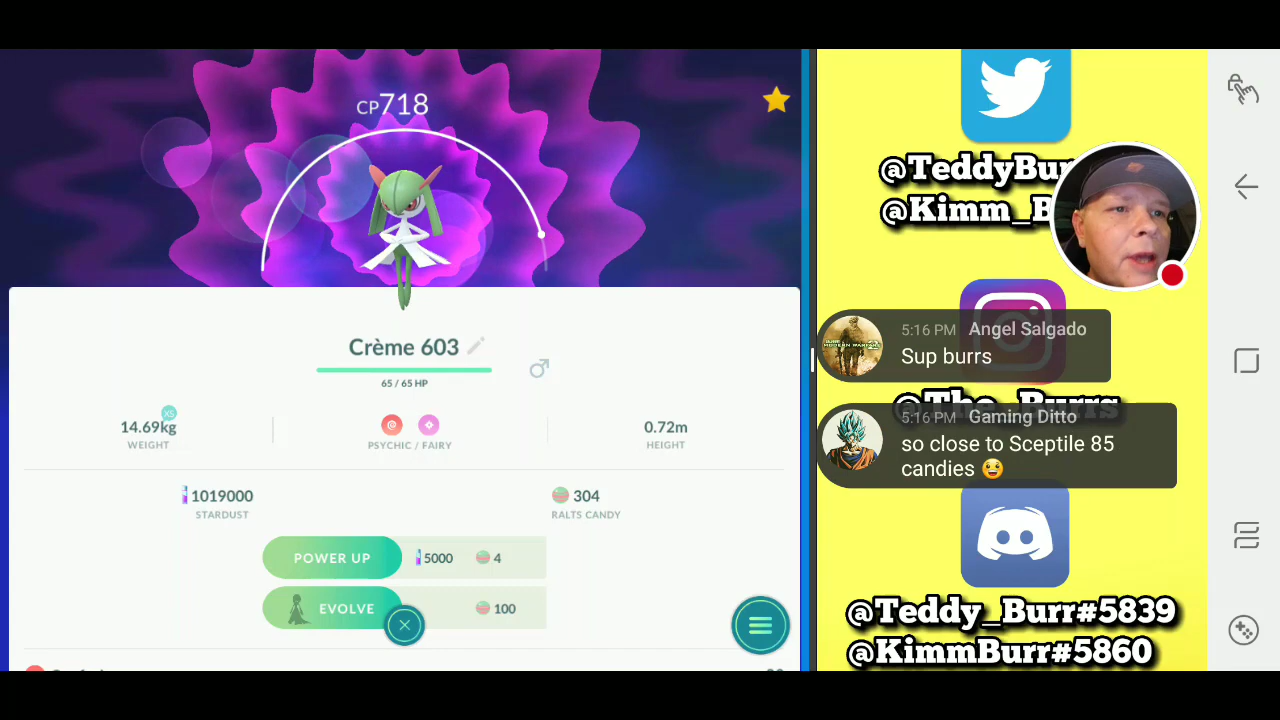 CP718
Crème 603
65 / 65 HP
XS
14.69kg
WEIGHT
PSYCHIC / FAIRY
0.72m
HEIGHT
1019000
STARDUST
304
RALTS CANDY
POWER UP 5000 4
EVOLVE 100
@TeddyBur
@Kimm_B
5:16 PM Angel Salgado
Sup burrs
@The_Burrs
5:16 PM Gaming Ditto
so close to Sceptile 85
candies 😀
@Teddy_Burr#5839
@KimmBurr#5860